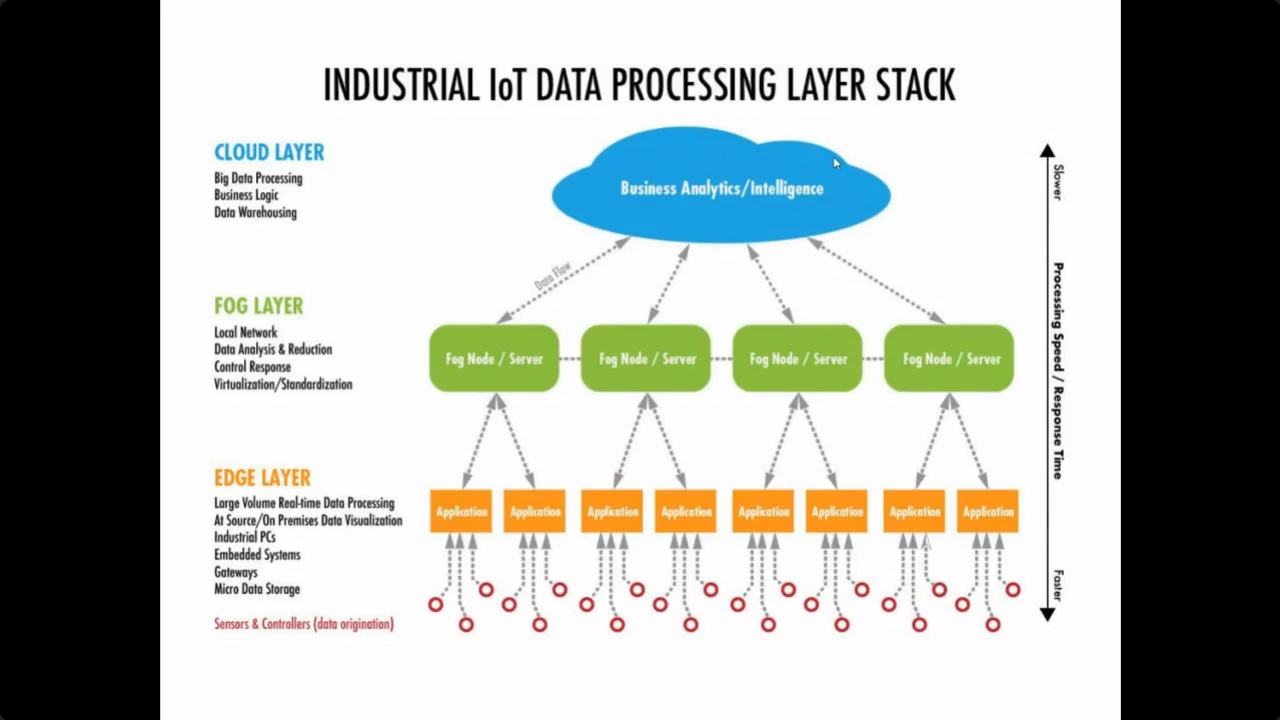 INDUSTRIAL IoT DATA PROCESSING LAYER STACK
CLOUD LAYER
Big Data Processing
Business Logic
Data Warehousing
Business Analytics/Intelligence
Slower
Data Flow
FOG LAYER
Local Network
Data Analysis & Reduction
Control Response
Virtualization/Standardization
Fog Node / Server
Fog Node / Server
Fog Node / Server
Fog Node / Server
Processing Speed / Response Time
EDGE LAYER
Large Volume Real-time Data Processing
At Source/On Premises Data Visualization
Industrial PCs
Embedded Systems
Gateways
Micro Data Storage
Application
Application
Application
Application
Application
Application
Application
Application
Faster
Sensors & Controllers (data origination)